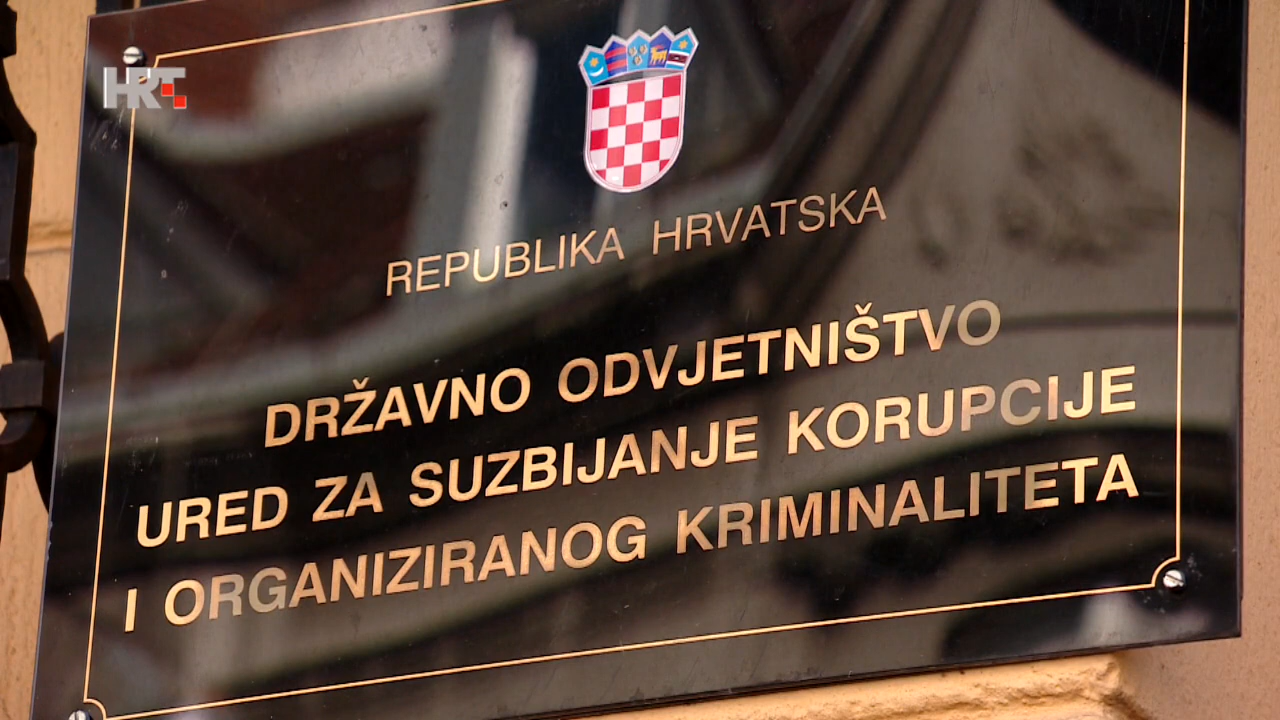 HRT
REPUBLIKA HRVATSKA
DRŽAVNO ODVJETNIŠTVO
URED ZA SUZBIJANJE KORUPCIJE
I ORGANIZIRANOG KRIMINALITETA